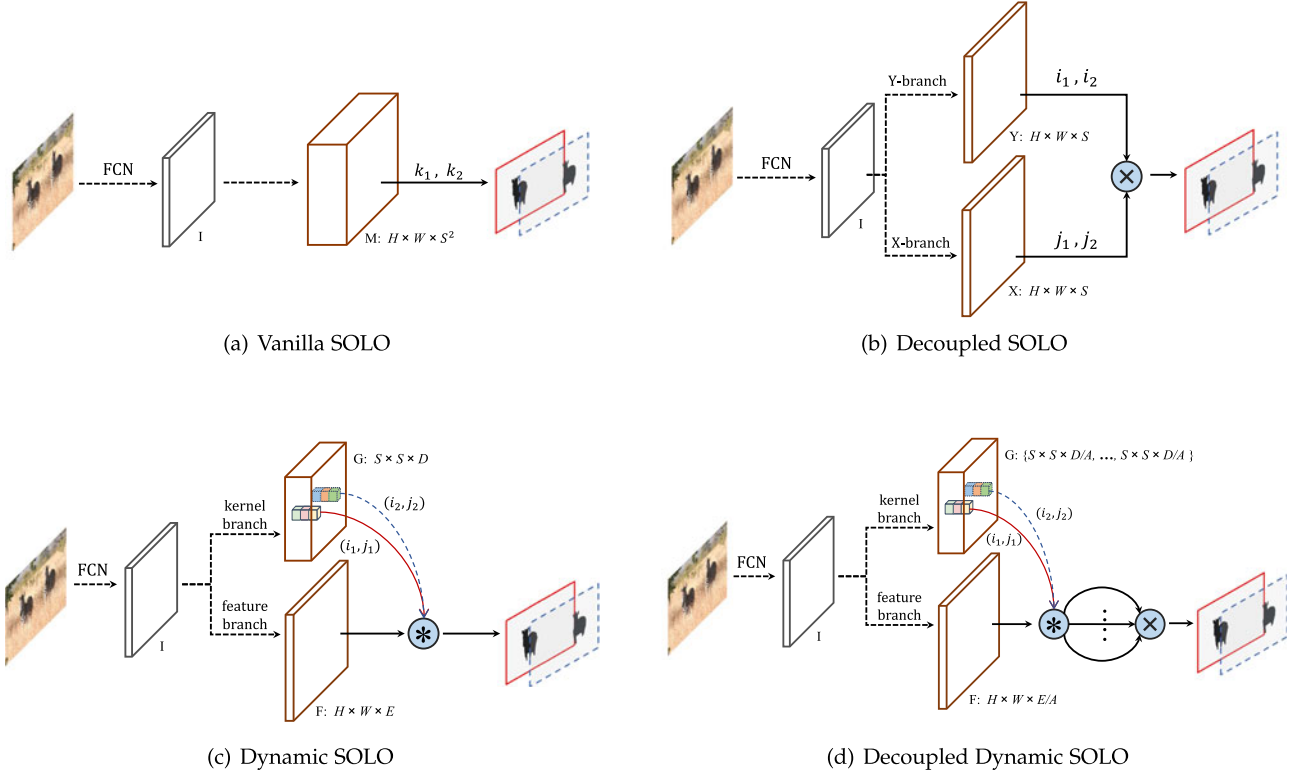 FCN
I
M: H × W × S²
k₁ , k₂
(a) Vanilla SOLO
FCN
I
Y-branch
Y: H × W × S
i₁ , i₂
X-branch
X: H × W × S
j₁ , j₂
×
(b) Decoupled SOLO
G: S × S × D
kernel
branch
(i₂, j₂)
(i₁, j₁)
FCN
I
feature
branch
F: H × W × E
*
(c) Dynamic SOLO
G: {S × S × D/A, ..., S × S × D/A }
kernel
branch
(i₂, j₂)
(i₁, j₁)
FCN
I
feature
branch
F: H × W × E/A
*
×
(d) Decoupled Dynamic SOLO